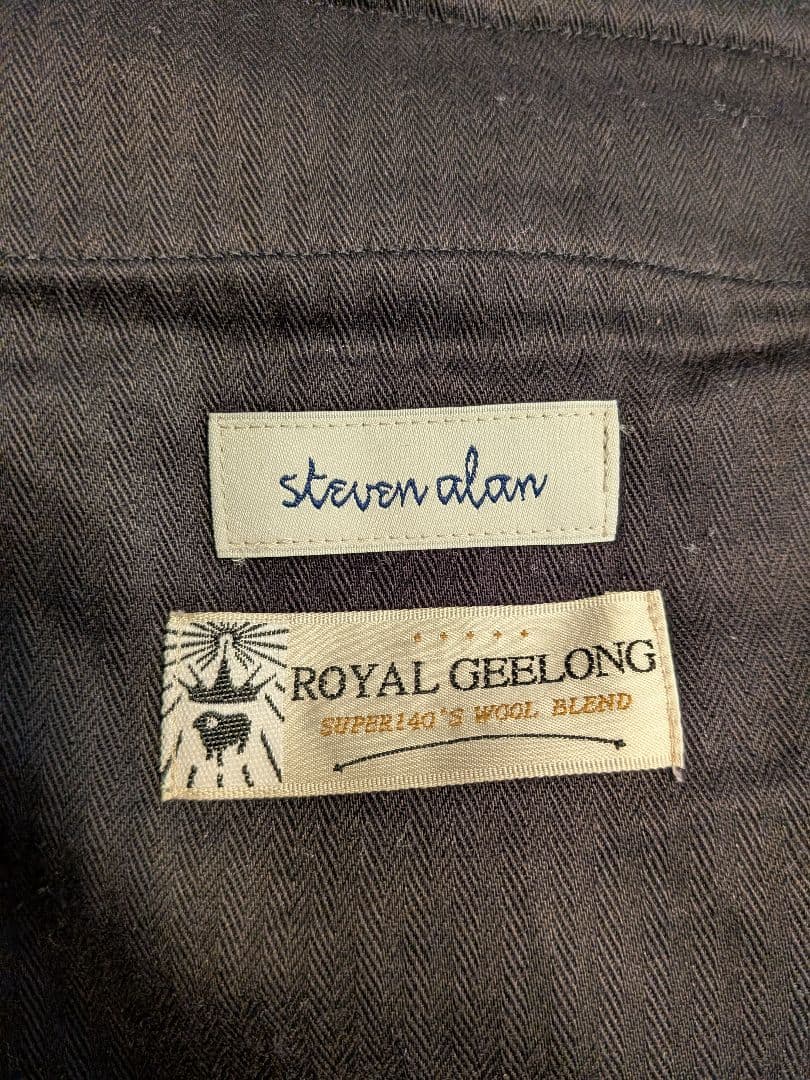 steven alan
ROYAL GEELONG
SUPER140'S WOOL BLEND